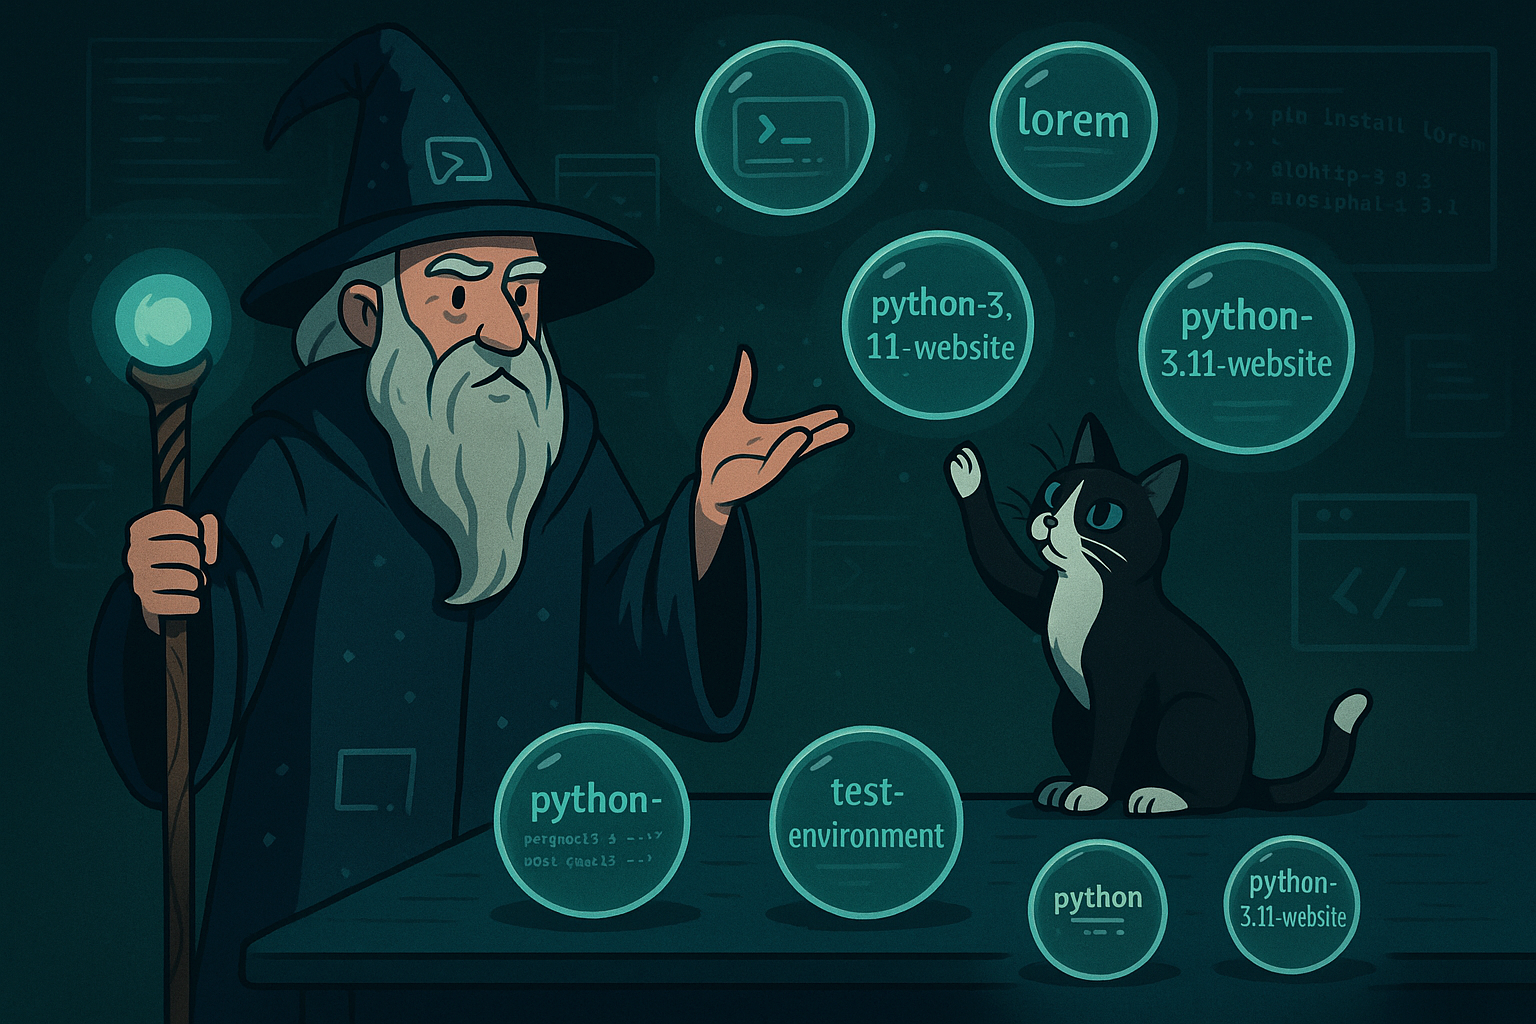 lorem
python-3,
11-website
python-
3.11-website
pin install lorem
python-
test-
environment
python
python-
3.11-website